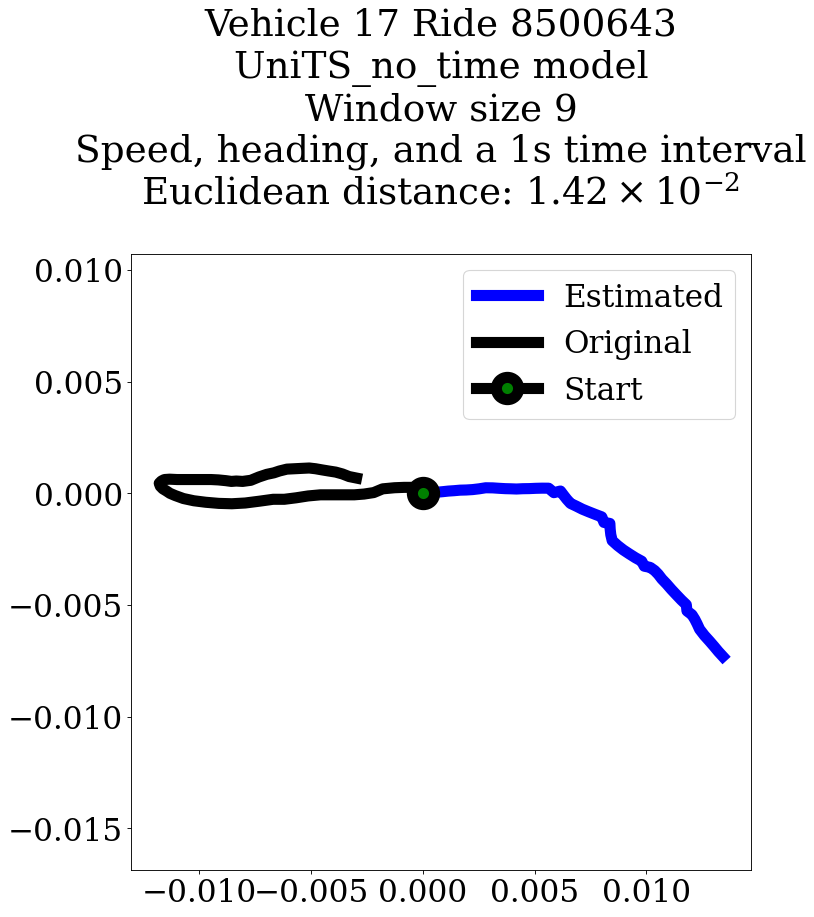 Vehicle 17 Ride 8500643
UniTS_no_time model
Window size 9
Speed, heading, and a 1s time interval
Euclidean distance: 1.42 × 10⁻²
Estimated
Original
Start
0.010
0.005
0.000
−0.005
−0.010
−0.015
−0.010 −0.005 0.000 0.005 0.010